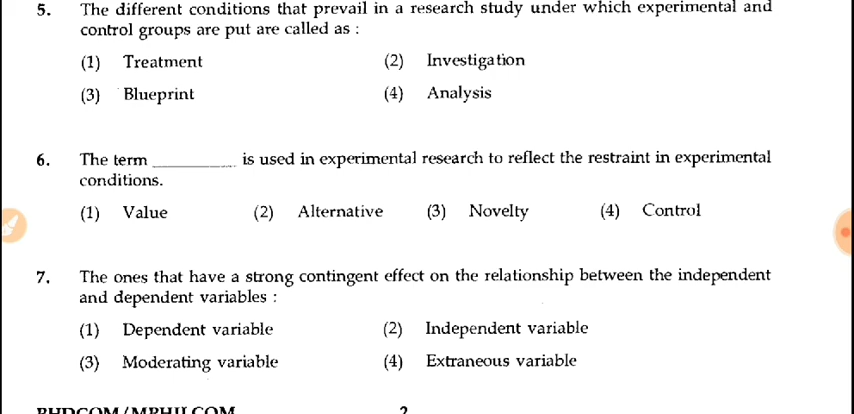 5. The different conditions that prevail in a research study under which experimental and
control groups are put are called as :
(1) Treatment (2) Investigation
(3) Blueprint (4) Analysis
6. The term ________ is used in experimental research to reflect the restraint in experimental
conditions.
(1) Value (2) Alternative (3) Novelty (4) Control
7. The ones that have a strong contingent effect on the relationship between the independent
and dependent variables :
(1) Dependent variable (2) Independent variable
(3) Moderating variable (4) Extraneous variable
2